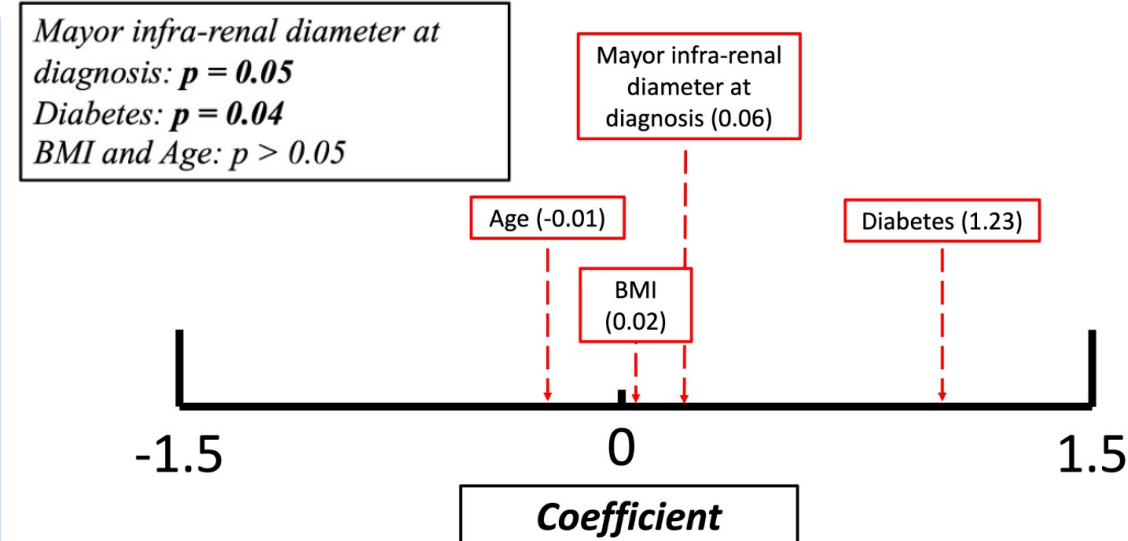 Mayor infra-renal diameter at
diagnosis: p = 0.05
Diabetes: p = 0.04
BMI and Age: p > 0.05
Mayor infra-renal
diameter at
diagnosis (0.06)
Age (-0.01)
Diabetes (1.23)
BMI
(0.02)
-1.5
0
1.5
Coefficient